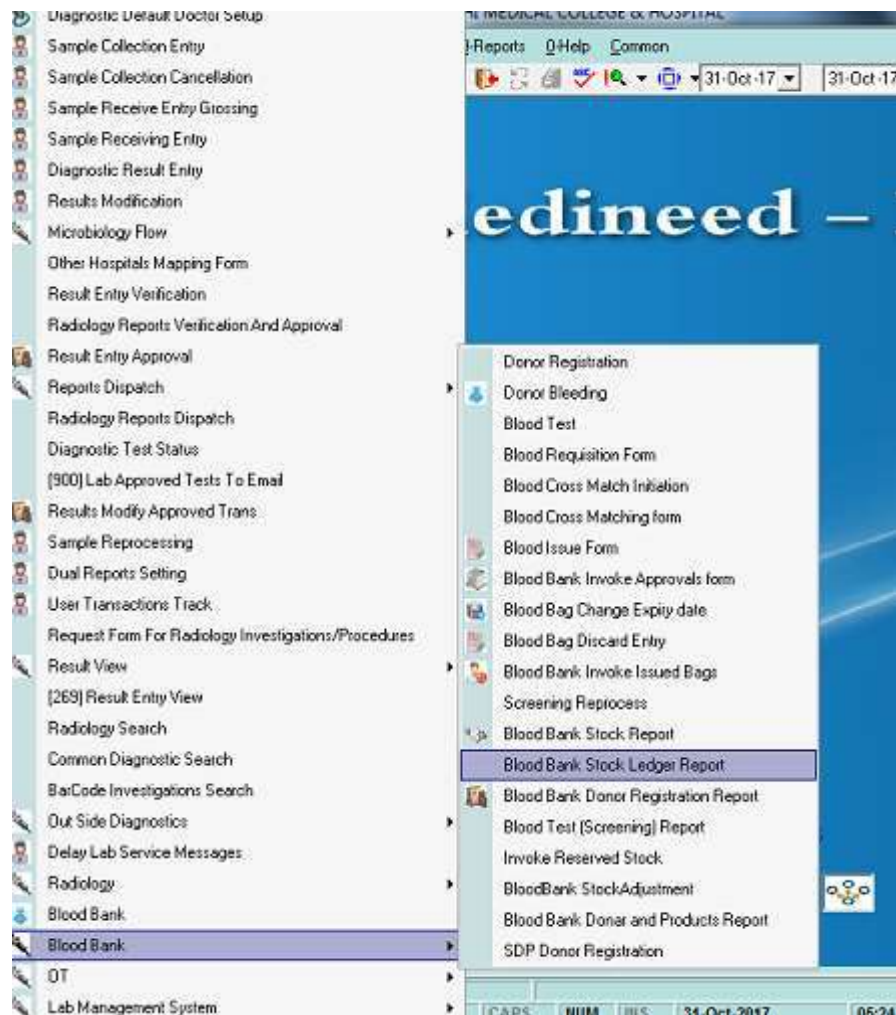 Diagnostic Default Doctor Setup
Sample Collection Entry
Sample Collection Cancellation
Sample Receive Entry Grossing
Sample Receiving Entry
Diagnostic Result Entry
Results Modification
Microbiology Flow
Other Hospitals Mapping Form
Result Entry Verification
Radiology Reports Verification And Approval
Result Entry Approval
Reports Dispatch
Radiology Reports Dispatch
Diagnostic Test Status
[900] Lab Approved Tests To Email
Results Modify Approved Trans
Sample Reprocessing
Dual Reports Setting
User Transactions Track
Request Form For Radiology Investigations/Procedures
Result View
[269] Result Entry View
Radiology Search
Common Diagnostic Search
BarCode Investigations Search
Out Side Diagnostics
Delay Lab Service Messages
Radiology
Blood Bank
Blood Bank
OT
Lab Management System
MEDICAL COLLEGE & HOSPITAL
-Reports 0-Help Common
31-Oct-17 31-Oct-17
edineed –
Donor Registration
Donor Bleeding
Blood Test
Blood Requisition Form
Blood Cross Match Initiation
Blood Cross Matching form
Blood Issue Form
Blood Bank Invoke Approvals form
Blood Bag Change Expiry date
Blood Bag Discard Entry
Blood Bank Invoke Issued Bags
Screening Reprocess
Blood Bank Stock Report
Blood Bank Stock Ledger Report
Blood Bank Donor Registration Report
Blood Test (Screening) Report
Invoke Reserved Stock
BloodBank StockAdjustment
Blood Bank Donar and Products Report
SDP Donor Registration
CAPS NUM INS 31-Oct-2017 05:24